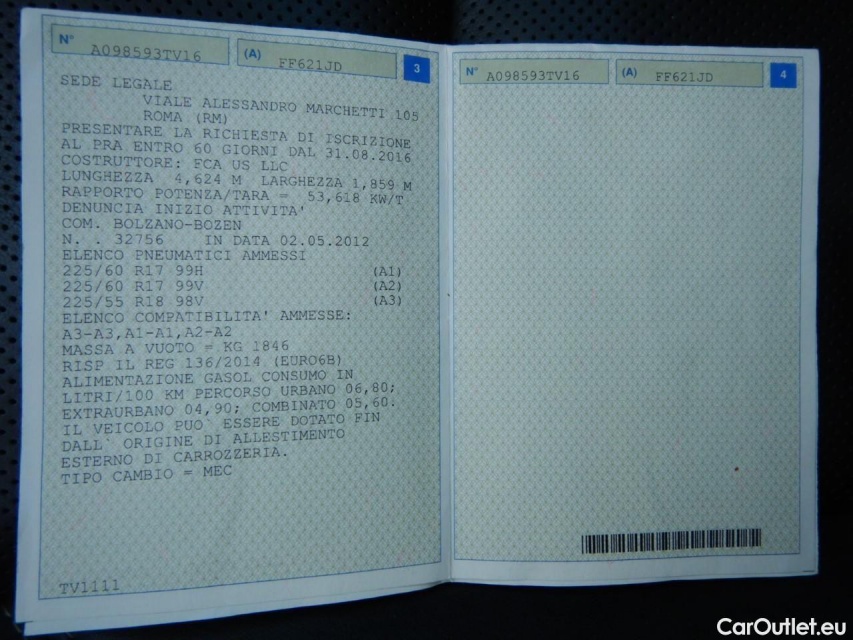 N° A098593TV16 (A) FF621JD 3
SEDE LEGALE
VIALE ALESSANDRO MARCHETTI 105
ROMA (RM)
PRESENTARE LA RICHIESTA DI ISCRIZIONE
AL PRA ENTRO 60 GIORNI DAL 31.08.2016
COSTRUTTORE: FCA US LLC
LUNGHEZZA 4,624 M LARGHEZZA 1,859 M
RAPPORTO POTENZA/TARA = 53,618 KW/T
DENUNCIA INIZIO ATTIVITA'
COM. BOLZANO-BOZEN
N. . 32756 IN DATA 02.05.2012
ELENCO PNEUMATICI AMMESSI
225/60 R17 99H (A1)
225/60 R17 99V (A2)
225/55 R18 98V (A3)
ELENCO COMPATIBILITA' AMMESSE:
A3-A3,A1-A1,A2-A2
MASSA A VUOTO = KG 1846
RISP IL REG 136/2014 (EURO6B)
ALIMENTAZIONE GASOL CONSUMO IN
LITRI/100 KM PERCORSO URBANO 06,80;
EXTRAURBANO 04,90; COMBINATO 05,60.
IL VEICOLO PUO` ESSERE DOTATO FIN
DALL` ORIGINE DI ALLESTIMENTO
ESTERNO DI CARROZZERIA.
TIPO CAMBIO = MEC
TV1111
N° A098593TV16 (A) FF621JD 4
CarOutlet.eu